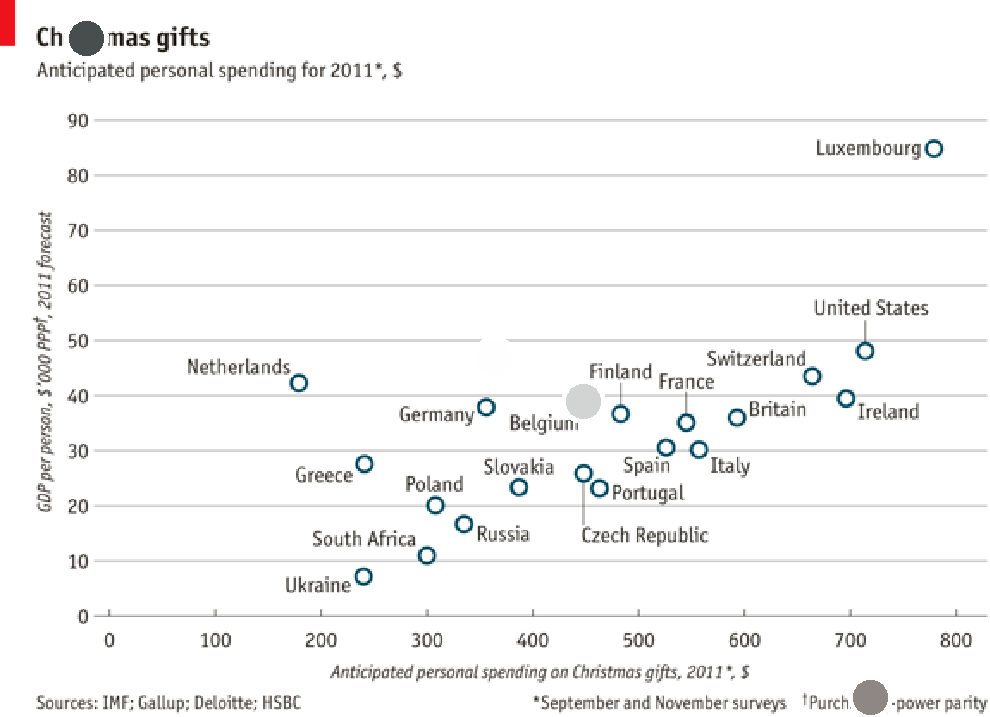 Ch mas gifts
Anticipated personal spending for 2011*, $
90
80
70
60
50
40
30
20
10
0
GDP per person, $'000 PPP†, 2011 forecast
Luxembourg
United States
Netherlands
Switzerland
Finland
France
Germany
Belgium
Britain
Ireland
Greece
Slovakia
Spain
Italy
Poland
Portugal
South Africa
Russia
Czech Republic
Ukraine
0 100 200 300 400 500 600 700 800
Anticipated personal spending on Christmas gifts, 2011*, $
Sources: IMF; Gallup; Deloitte; HSBC
*September and November surveys †Purch -power parity